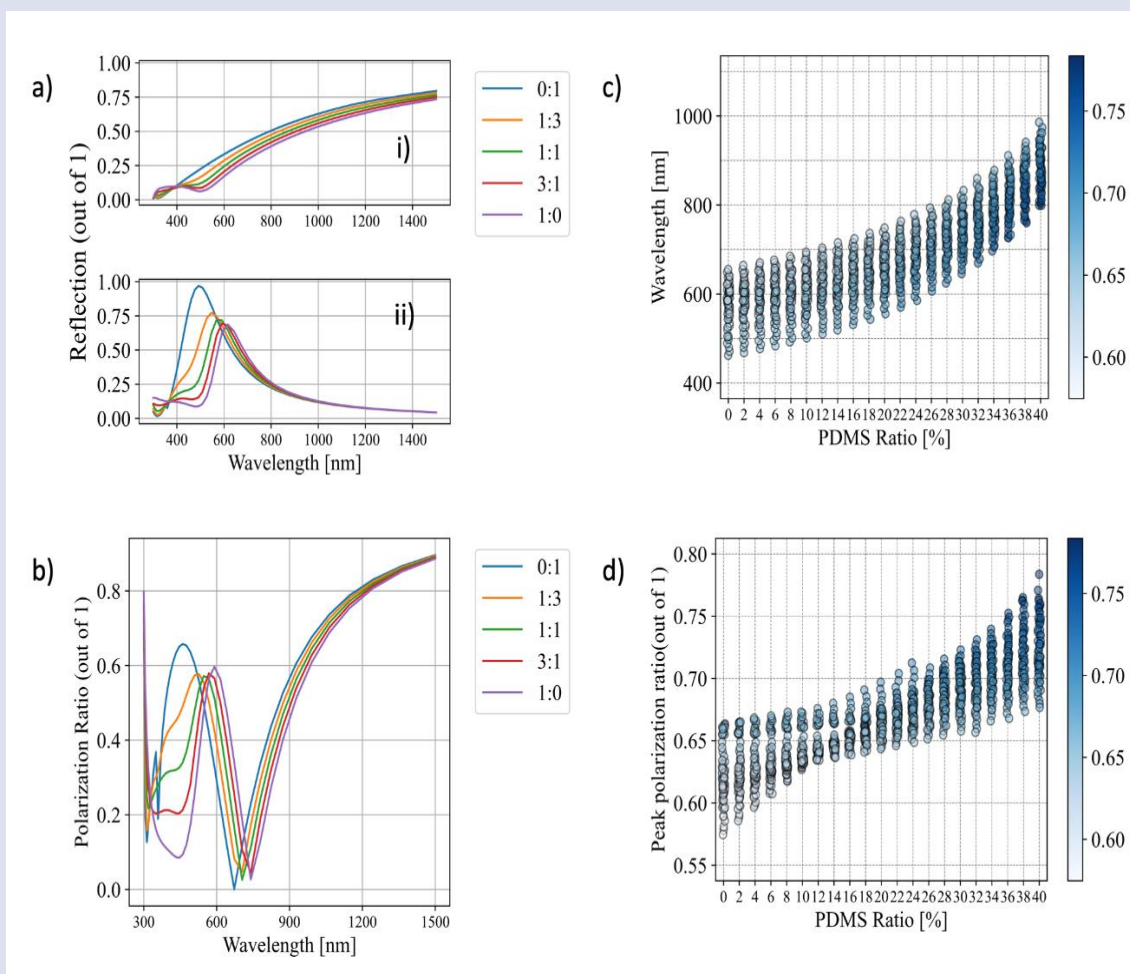 a)
Reflection (out of 1)
1.00
0.75
0.50
0.25
0.00
i)
400 600 800 1000 1200 1400
1.00
0.75
0.50
0.25
0.00
ii)
400 600 800 1000 1200 1400
Wavelength [nm]
0:1
1:3
1:1
3:1
1:0
c)
Wavelength [nm]
1000
800
600
400
0 2 4 6 8 10 12 14 16 18 20 22 24 26 28 30 32 34 36 38 40
PDMS Ratio [%]
0.75
0.70
0.65
0.60
b)
Polarization Ratio (out of 1)
0.8
0.6
0.4
0.2
0.0
300 600 900 1200 1500
Wavelength [nm]
0:1
1:3
1:1
3:1
1:0
d)
Peak polarization ratio(out of 1)
0.80
0.75
0.70
0.65
0.60
0.55
0 2 4 6 8 10 12 14 16 18 20 22 24 26 28 30 32 34 36 38 40
PDMS Ratio [%]
0.75
0.70
0.65
0.60